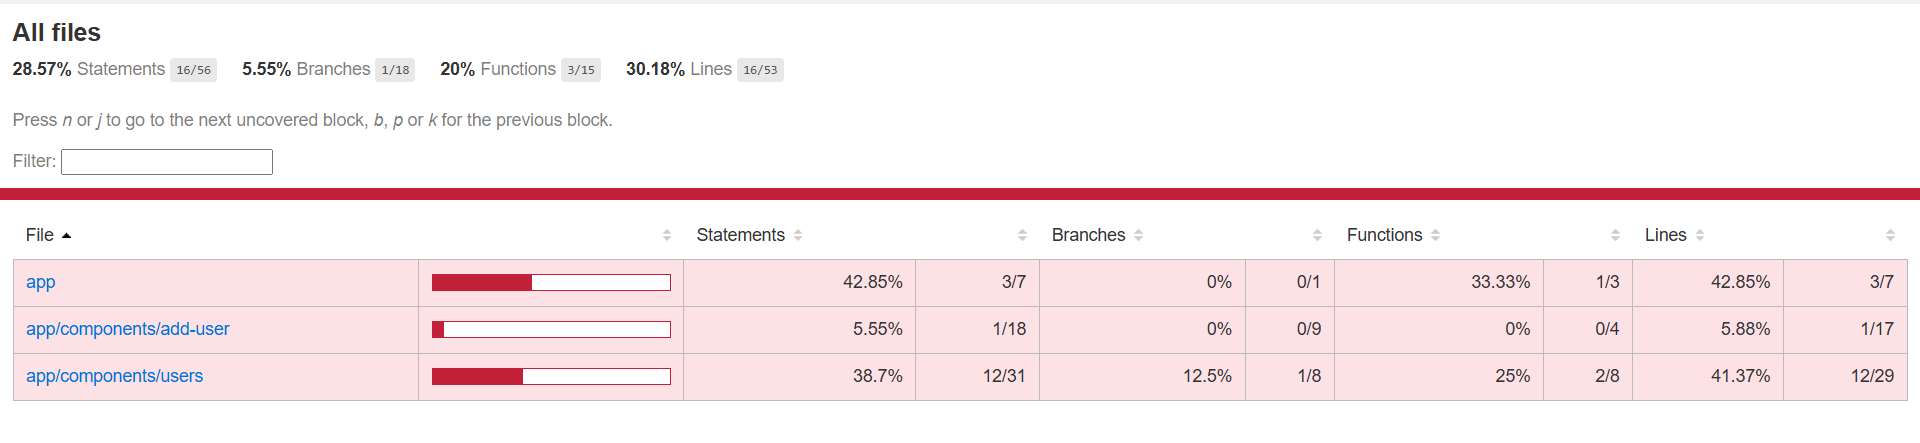 All files
28.57% Statements 16/56 5.55% Branches 1/18 20% Functions 3/15 30.18% Lines 16/53
Press n or j to go to the next uncovered block, b, p or k for the previous block.
Filter:
File Statements Branches Functions Lines
app 42.85% 3/7 0% 0/1 33.33% 1/3 42.85% 3/7
app/components/add-user 5.55% 1/18 0% 0/9 0% 0/4 5.88% 1/17
app/components/users 38.7% 12/31 12.5% 1/8 25% 2/8 41.37% 12/29